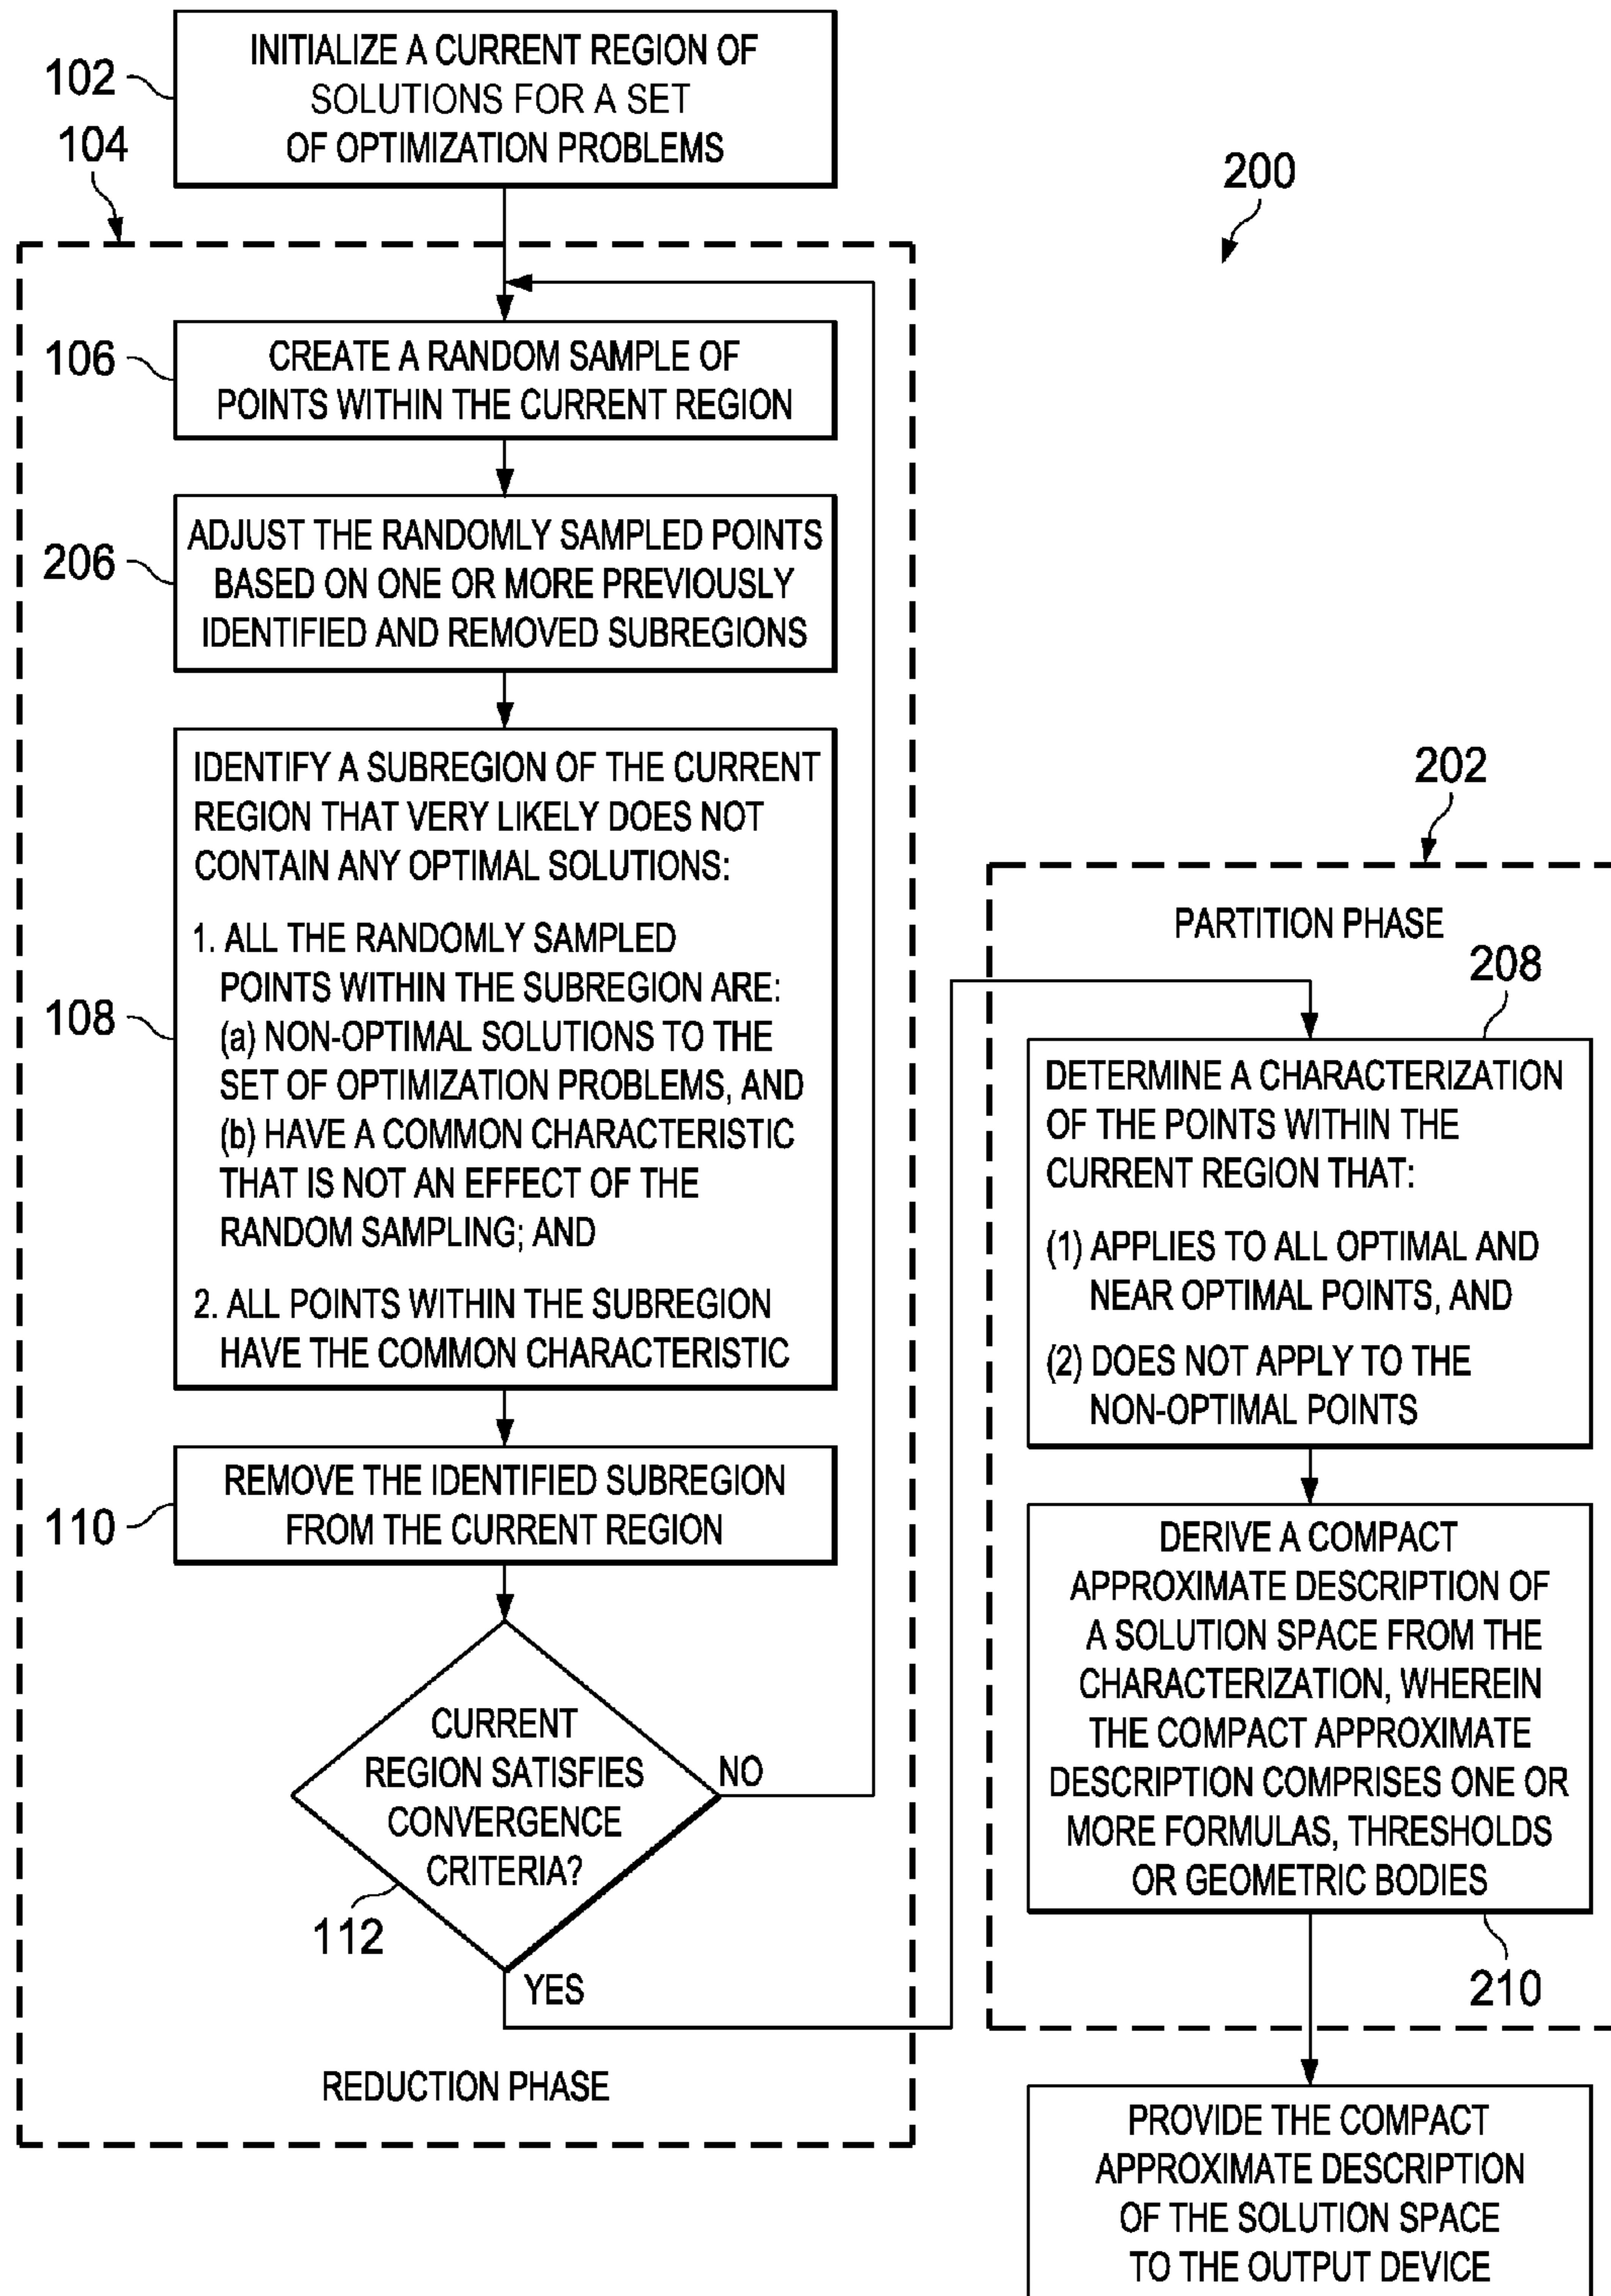 102
INITIALIZE A CURRENT REGION OF
SOLUTIONS FOR A SET
OF OPTIMIZATION PROBLEMS
104
200
106
CREATE A RANDOM SAMPLE OF
POINTS WITHIN THE CURRENT REGION
206
ADJUST THE RANDOMLY SAMPLED POINTS
BASED ON ONE OR MORE PREVIOUSLY
IDENTIFIED AND REMOVED SUBREGIONS
108
IDENTIFY A SUBREGION OF THE CURRENT
REGION THAT VERY LIKELY DOES NOT
CONTAIN ANY OPTIMAL SOLUTIONS:
1. ALL THE RANDOMLY SAMPLED
POINTS WITHIN THE SUBREGION ARE:
(a) NON-OPTIMAL SOLUTIONS TO THE
SET OF OPTIMIZATION PROBLEMS, AND
(b) HAVE A COMMON CHARACTERISTIC
THAT IS NOT AN EFFECT OF THE
RANDOM SAMPLING; AND
2. ALL POINTS WITHIN THE SUBREGION
HAVE THE COMMON CHARACTERISTIC
110
REMOVE THE IDENTIFIED SUBREGION
FROM THE CURRENT REGION
CURRENT
REGION SATISFIES
CONVERGENCE
CRITERIA?
NO
112
YES
REDUCTION PHASE
202
PARTITION PHASE
208
DETERMINE A CHARACTERIZATION
OF THE POINTS WITHIN THE
CURRENT REGION THAT:
(1) APPLIES TO ALL OPTIMAL AND
NEAR OPTIMAL POINTS, AND
(2) DOES NOT APPLY TO THE
NON-OPTIMAL POINTS
DERIVE A COMPACT
APPROXIMATE DESCRIPTION OF
A SOLUTION SPACE FROM THE
CHARACTERIZATION, WHEREIN
THE COMPACT APPROXIMATE
DESCRIPTION COMPRISES ONE OR
MORE FORMULAS, THRESHOLDS
OR GEOMETRIC BODIES
210
PROVIDE THE COMPACT
APPROXIMATE DESCRIPTION
OF THE SOLUTION SPACE
TO THE OUTPUT DEVICE